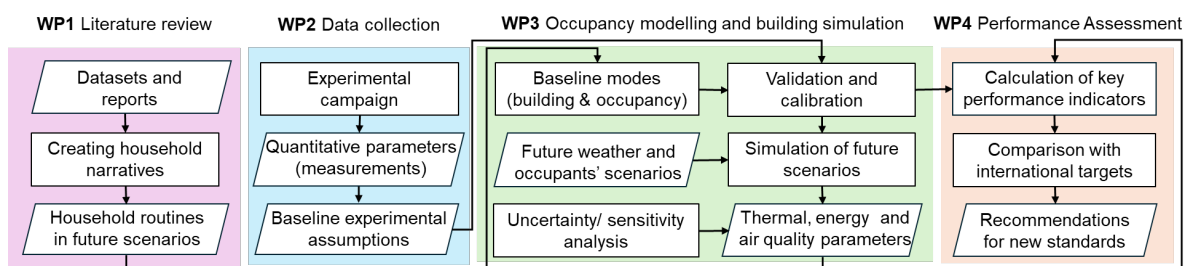 WP1 Literature review
WP2 Data collection
WP3 Occupancy modelling and building simulation
WP4 Performance Assessment
Datasets and
reports
Creating household
narratives
Household routines
in future scenarios
Experimental
campaign
Quantitative parameters
(measurements)
Baseline experimental
assumptions
Baseline modes
(building & occupancy)
Validation and
calibration
Future weather and
occupants’ scenarios
Simulation of future
scenarios
Uncertainty/ sensitivity
analysis
Thermal, energy and
air quality parameters
Calculation of key
performance indicators
Comparison with
international targets
Recommendations
for new standards